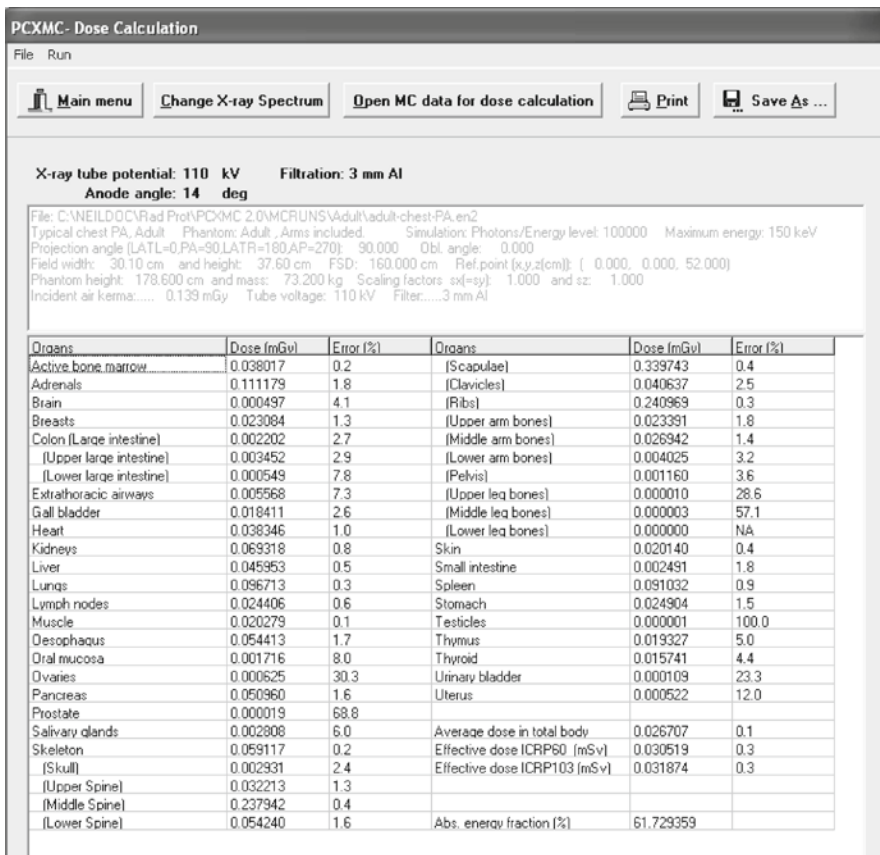 PCXMC- Dose Calculation
File Run
Main menu Change X-ray Spectrum Open MC data for dose calculation Print Save As ...
X-ray tube potential: 110 kV Filtration: 3 mm Al
Anode angle: 14 deg
File: C:\NEILDOC\Rad Prot\PCXMC 2.0\MCRUNS\Adult\adult-chest-PA.en2
Typical chest PA, Adult Phantom: Adult , Arms included. Simulation: Photons/Energy level: 100000 Maximum energy: 150 keV
Projection angle (LATL=0,PA=90,LATR=180,AP=270): 90.000 Obl. angle: 0.000
Field width: 30.10 cm and height: 37.60 cm FSD: 160.000 cm Ref.point (x,y,z[cm]): ( 0.000, 0.000, 52.000)
Phantom height: 178.600 cm and mass: 73.200 kg Scaling factors sx(=sy): 1.000 and sz: 1.000
Incident air kerma:..... 0.139 mGy Tube voltage: 110 kV Filter:.....3 mm Al
Organs Dose (mGy) Error (%) Organs Dose (mGy) Error (%)
Active bone marrow 0.038017 0.2 (Scapulae) 0.339743 0.4
Adrenals 0.111179 1.8 (Clavicles) 0.040637 2.5
Brain 0.000497 4.1 (Ribs) 0.240969 0.3
Breasts 0.023084 1.3 (Upper arm bones) 0.023391 1.8
Colon (Large intestine) 0.002202 2.7 (Middle arm bones) 0.026942 1.4
(Upper large intestine) 0.003452 2.9 (Lower arm bones) 0.004025 3.2
(Lower large intestine) 0.000549 7.8 (Pelvis) 0.001160 3.6
Extrathoracic airways 0.005568 7.3 (Upper leg bones) 0.000010 28.6
Gall bladder 0.018411 2.6 (Middle leg bones) 0.000003 57.1
Heart 0.038346 1.0 (Lower leg bones) 0.000000 NA
Kidneys 0.069318 0.8 Skin 0.020140 0.4
Liver 0.045953 0.5 Small intestine 0.002491 1.8
Lungs 0.096713 0.3 Spleen 0.091032 0.9
Lymph nodes 0.024406 0.6 Stomach 0.024904 1.5
Muscle 0.020279 0.1 Testicles 0.000001 100.0
Oesophagus 0.054413 1.7 Thymus 0.019327 5.0
Oral mucosa 0.001716 8.0 Thyroid 0.015741 4.4
Ovaries 0.000625 30.3 Urinary bladder 0.000109 23.3
Pancreas 0.050960 1.6 Uterus 0.000522 12.0
Prostate 0.000019 68.8
Salivary glands 0.002808 6.0 Average dose in total body 0.026707 0.1
Skeleton 0.059117 0.2 Effective dose ICRP60 (mSv) 0.030519 0.3
(Skull) 0.002931 2.4 Effective dose ICRP103 (mSv) 0.031874 0.3
(Upper Spine) 0.032213 1.3
(Middle Spine) 0.237942 0.4
(Lower Spine) 0.054240 1.6 Abs. energy fraction (%) 61.729359